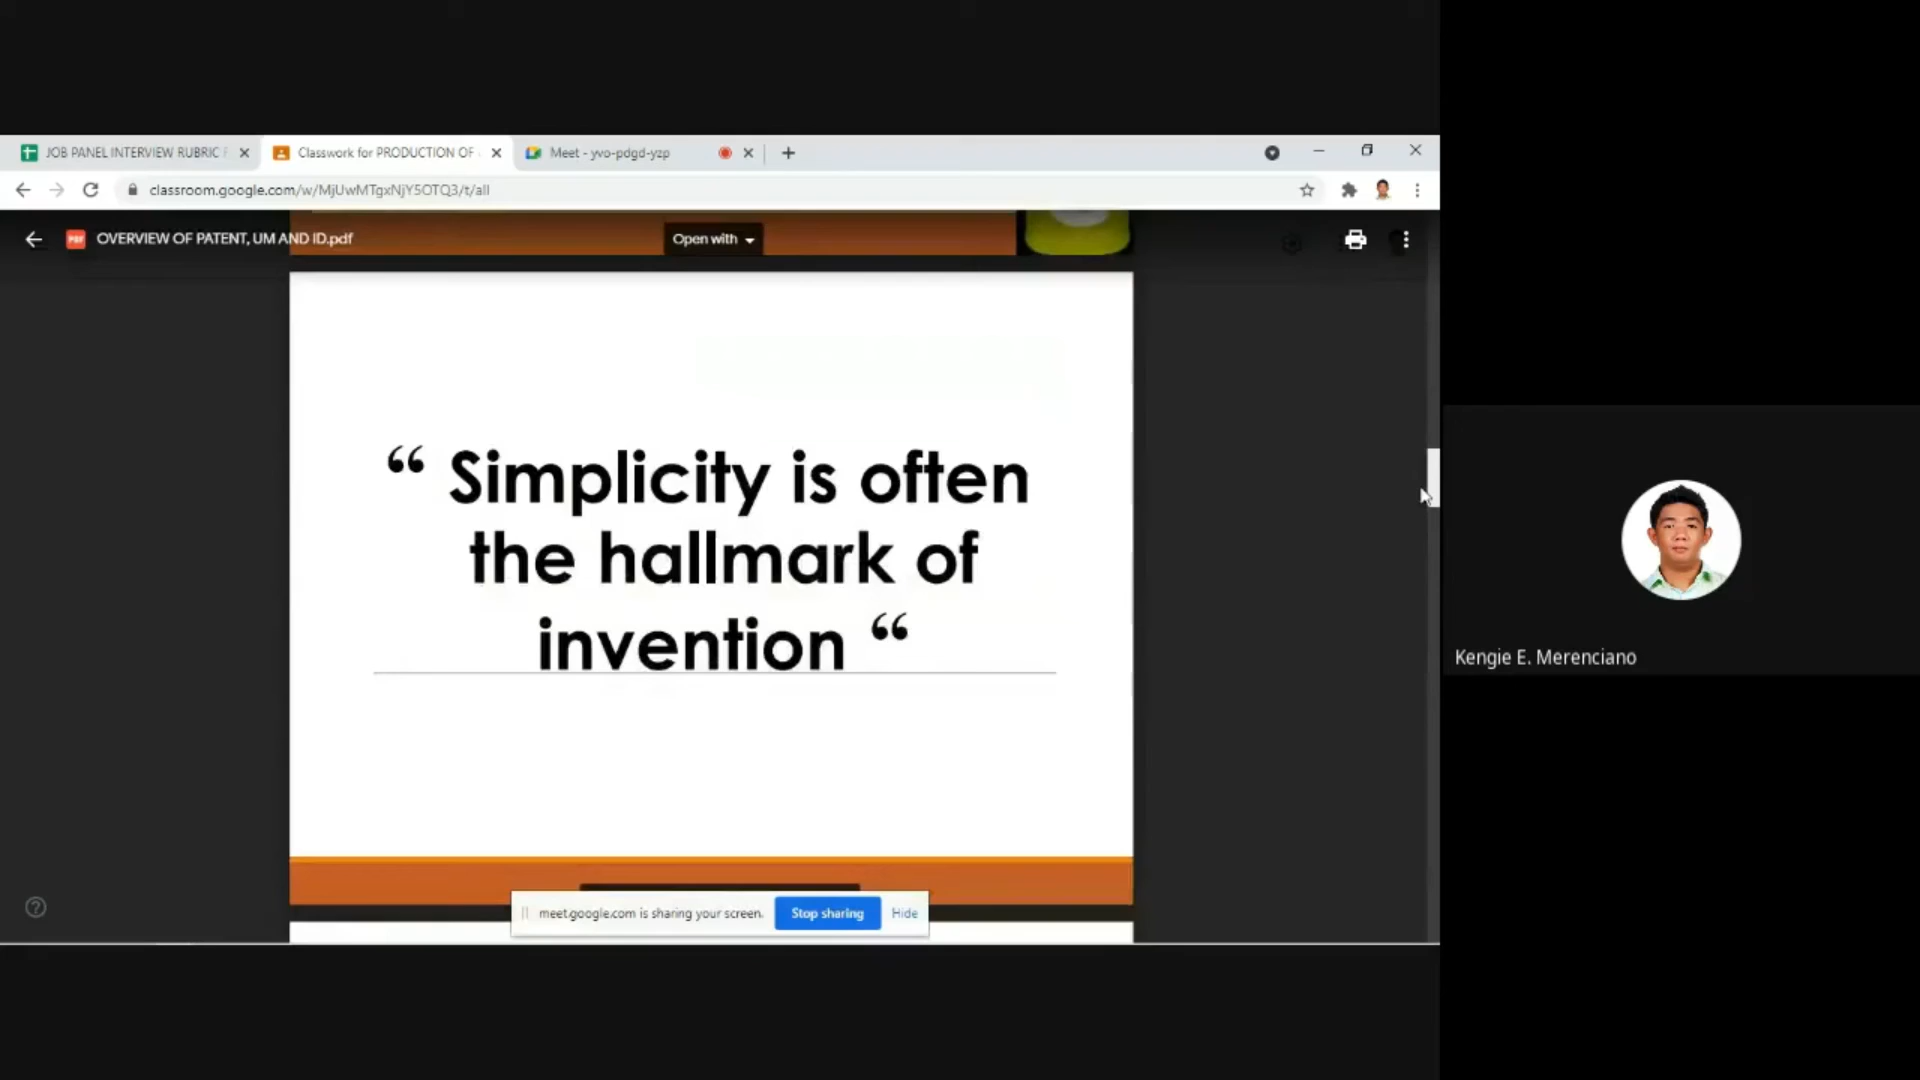 JOB PANEL INTERVIEW RUBRIC
Classwork for PRODUCTION OF
Meet - yvo-pdgd-yzp
classroom.google.com/w/MjUwMTgxNjY5OTQ3/t/all
PDF
OVERVIEW OF PATENT, UM AND ID.pdf
Open with
“ Simplicity is often
the hallmark of
invention “
Kengie E. Merenciano
meet.google.com is sharing your screen.
Stop sharing
Hide